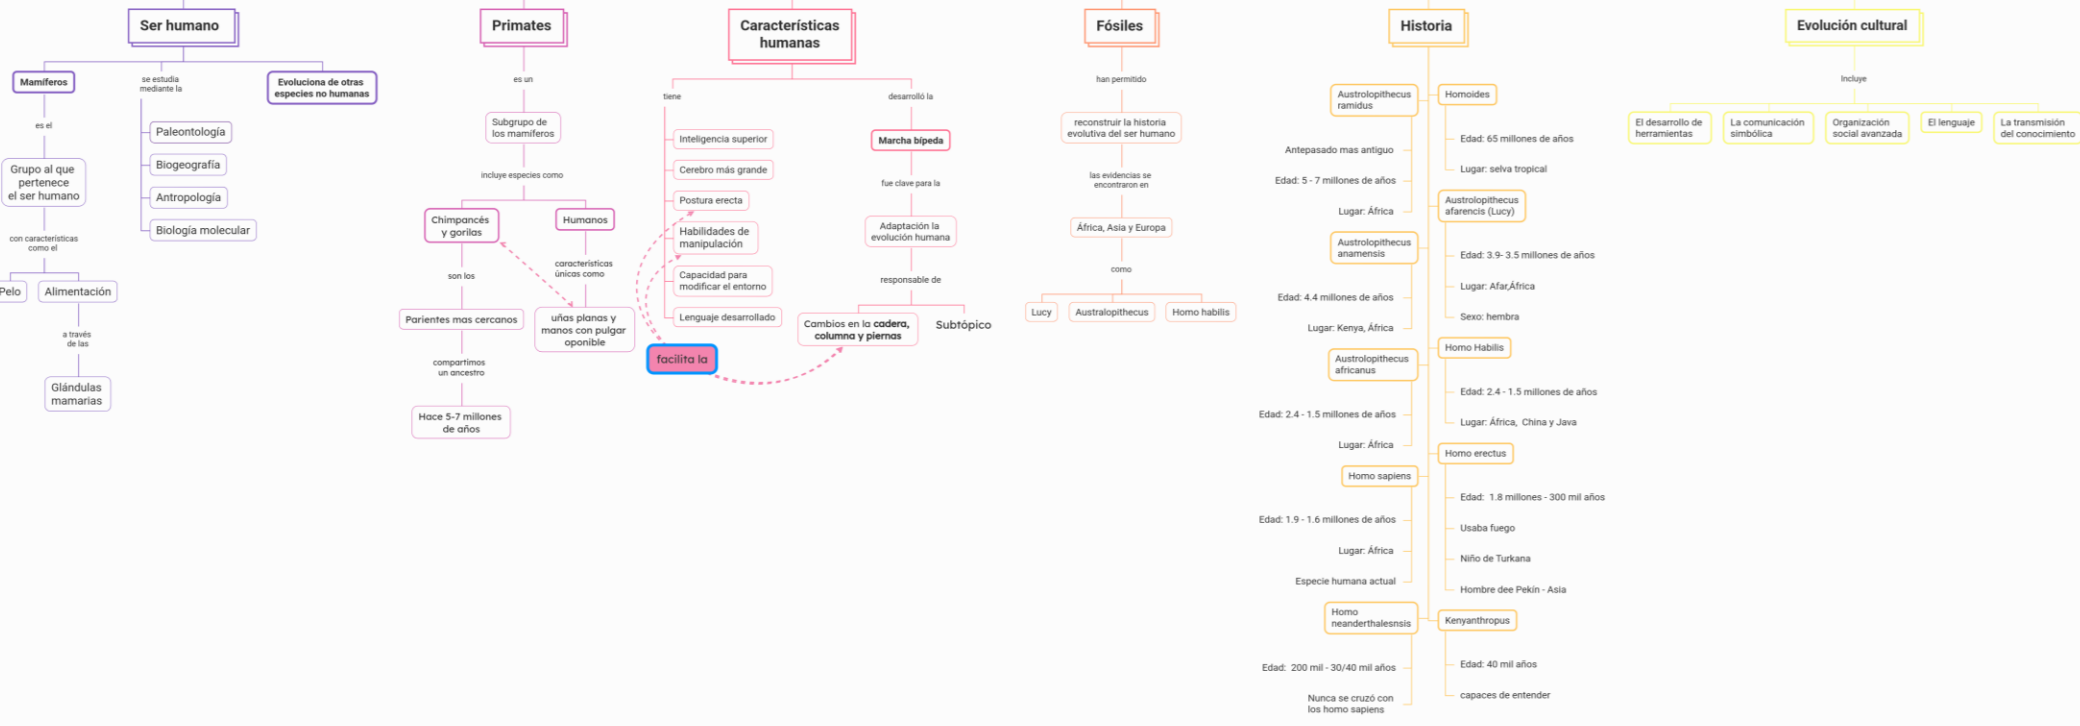 Ser humano
Mamíferos
es el
Grupo al que
pertenece
el ser humano
con características
como el
Pelo
Alimentación
a través
de las
Glándulas
mamarias
se estudia
mediante la
Paleontología
Biogeografía
Antropología
Biología molecular
Evoluciona de otras
especies no humanas
Primates
es un
Subgrupo de
los mamíferos
incluye especies como
Chimpancés
y gorilas
son los
Parientes mas cercanos
compartimos
un ancestro
Hace 5-7 millones
de años
Humanos
características
únicas como
uñas planas y
manos con pulgar
oponible
Características
humanas
tiene
Inteligencia superior
Cerebro más grande
Postura erecta
Habilidades de
manipulación
Capacidad para
modificar el entorno
Lenguaje desarrollado
facilita la
desarrolló la
Marcha bípeda
fue clave para la
Adaptación la
evolución humana
responsable de
Cambios en la cadera,
columna y piernas
Subtópico
Fósiles
han permitido
reconstruir la historia
evolutiva del ser humano
las evidencias se
encontraron en
África, Asia y Europa
como
Lucy
Australopithecus
Homo habilis
Historia
Austrolopithecus
ramidus
Antepasado mas antiguo
Edad: 5 - 7 millones de años
Lugar: África
Austrolopithecus
anamensis
Edad: 4.4 millones de años
Lugar: Kenya, África
Austrolopithecus
africanus
Edad: 2.4 - 1.5 millones de años
Lugar: África
Homo sapiens
Edad: 1.9 - 1.6 millones de años
Lugar: África
Especie humana actual
Homo
neanderthalesnsis
Edad: 200 mil - 30/40 mil años
Nunca se cruzó con
los homo sapiens
Homoides
Edad: 65 millones de años
Lugar: selva tropical
Austrolopithecus
afarencis (Lucy)
Edad: 3.9- 3.5 millones de años
Lugar: Afar,África
Sexo: hembra
Homo Habilis
Edad: 2.4 - 1.5 millones de años
Lugar: África, China y Java
Homo erectus
Edad: 1.8 millones - 300 mil años
Usaba fuego
Niño de Turkana
Hombre dee Pekín - Asia
Kenyanthropus
Edad: 40 mil años
capaces de entender
Evolución cultural
Incluye
El desarrollo de
herramientas
La comunicación
simbólica
Organización
social avanzada
El lenguaje
La transmisión
del conocimiento